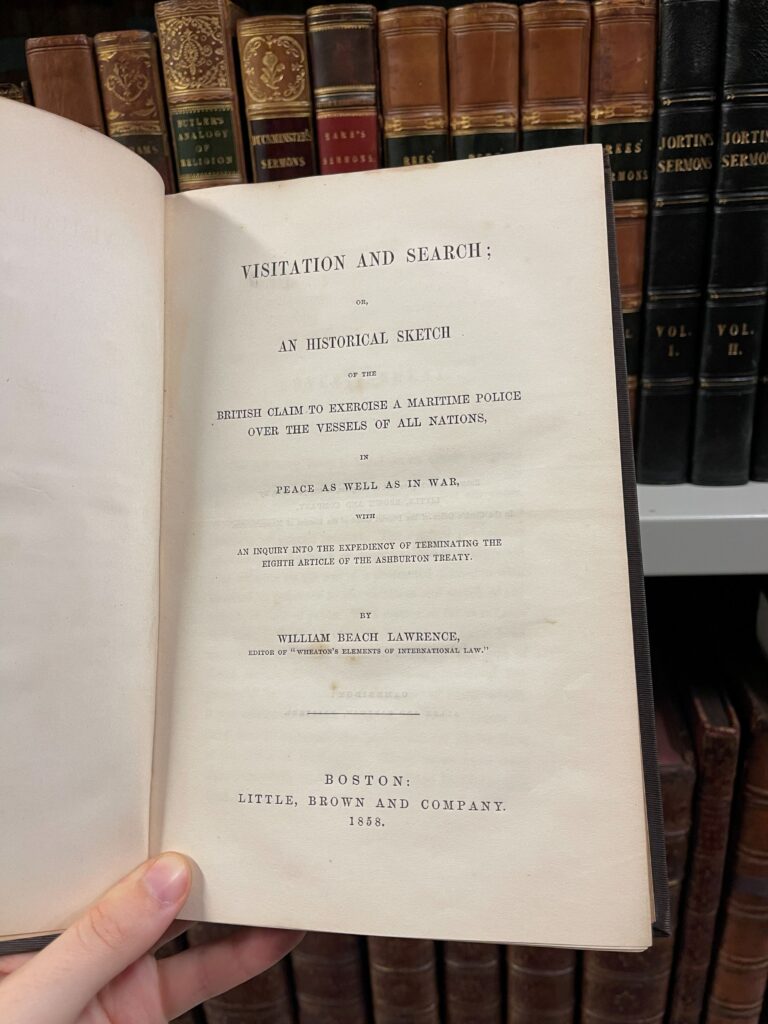 BUTLER'S
ANALOGY
OF
RELIGION
BUCKMINSTER'S
SERMONS
SERMONS.
REES'
JORTIN'S
SERMONS
VOL.
I.
JORTIN'S
SERMONS
VOL.
II.
VISITATION AND SEARCH;
OR,
AN HISTORICAL SKETCH
OF THE
BRITISH CLAIM TO EXERCISE A MARITIME POLICE
OVER THE VESSELS OF ALL NATIONS,
IN
PEACE AS WELL AS IN WAR,
WITH
AN INQUIRY INTO THE EXPEDIENCY OF TERMINATING THE
EIGHTH ARTICLE OF THE ASHBURTON TREATY.
BY
WILLIAM BEACH LAWRENCE,
EDITOR OF "WHEATON'S ELEMENTS OF INTERNATIONAL LAW."
BOSTON:
LITTLE, BROWN AND COMPANY.
1858.